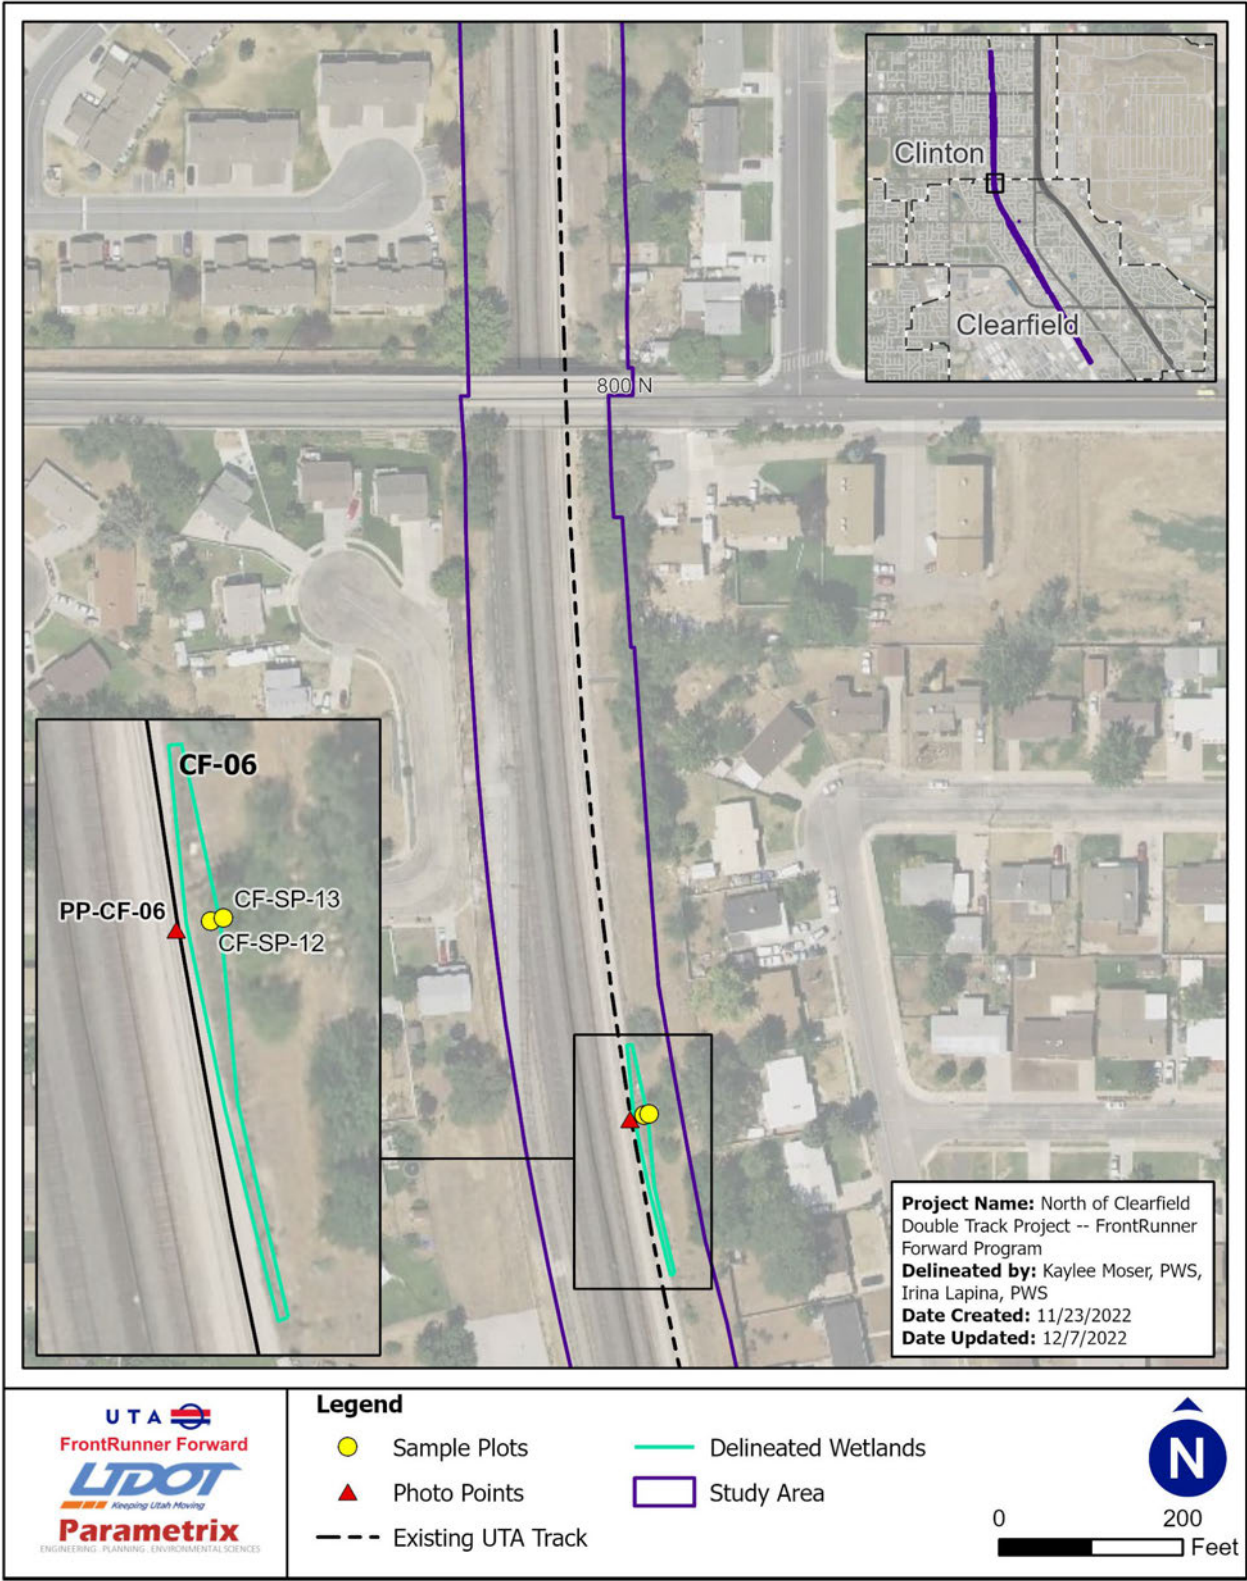 Clinton
Clearfield
800 N
CF-06
PP-CF-06
CF-SP-13
CF-SP-12
Project Name: North of Clearfield
Double Track Project -- FrontRunner
Forward Program
Delineated by: Kaylee Moser, PWS,
Irina Lapina, PWS
Date Created: 11/23/2022
Date Updated: 12/7/2022
UTA
FrontRunner Forward
UDOT
Keeping Utah Moving
Parametrix
ENGINEERING . PLANNING . ENVIRONMENTAL SCIENCES
Legend
Sample Plots
Photo Points
Existing UTA Track
Delineated Wetlands
Study Area
N
0 200
Feet